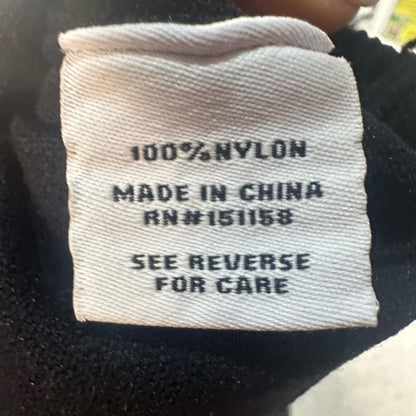 100%NYLON
MADE IN CHINA
RN#151158
SEE REVERSE
FOR CARE